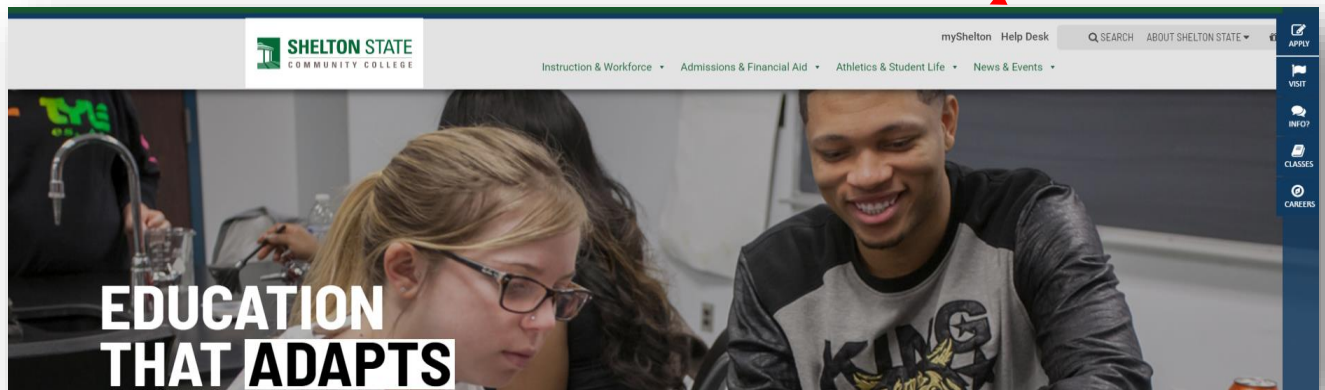 myShelton Help Desk
SEARCH ABOUT SHELTON STATE
SHELTON STATE
COMMUNITY COLLEGE
Instruction & Workforce Admissions & Financial Aid Athletics & Student Life News & Events
APPLY
VISIT
INFO?
CLASSES
CAREERS
EDUCATION
THAT ADAPTS
KING